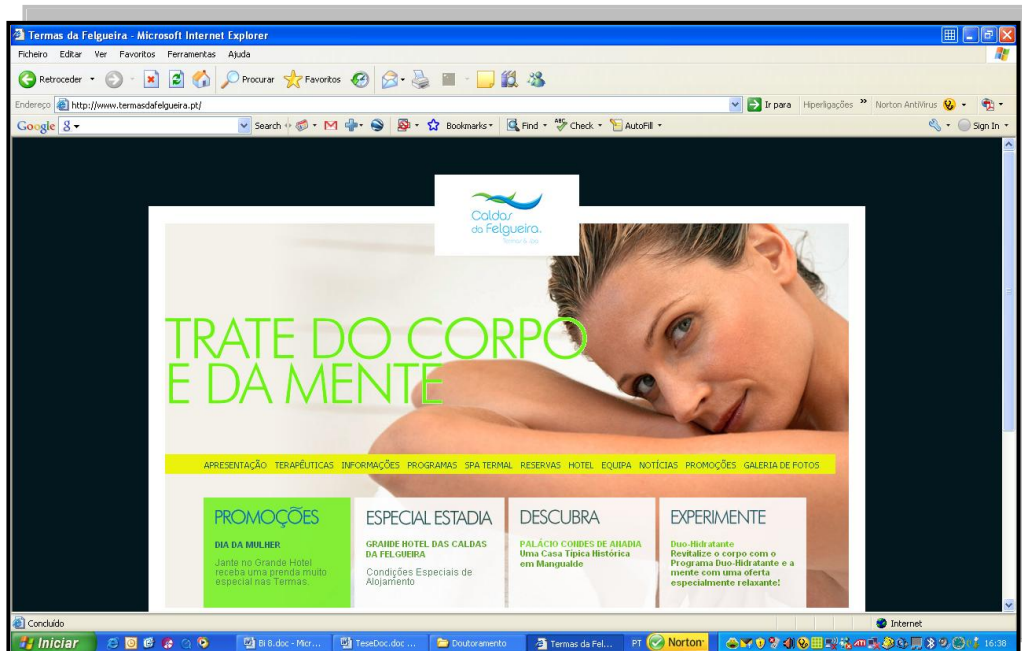 Termas da Felgueira - Microsoft Internet Explorer
Ficheiro Editar Ver Favoritos Ferramentas Ajuda
Retroceder Procurar Favoritos
Endereço http://www.termasdafelgueira.pt/ Ir para Hiperligações » Norton AntiVirus
Google Search Bookmarks Find Check AutoFill Sign In
Caldas
da Felgueira.
Termas & spa
TRATE DO CORPO
E DA MENTE
APRESENTAÇÃO TERAPÊUTICAS INFORMAÇÕES PROGRAMAS SPA TERMAL RESERVAS HOTEL EQUIPA NOTÍCIAS PROMOÇÕES GALERIA DE FOTOS
PROMOÇÕES
DIA DA MULHER
Jante no Grande Hotel
receba uma prenda muito
especial nas Termas.
ESPECIAL ESTADIA
GRANDE HOTEL DAS CALDAS
DA FELGUEIRA
Condições Especiais de
Alojamento
DESCUBRA
PALÁCIO CONDES DE ANADIA
Uma Casa Típica Histórica
em Mangualde
EXPERIMENTE
Duo-Hidratante
Revitalize o corpo com o
Programa Duo-Hidratante e a
mente com uma oferta
especialmente relaxante!
Concluído Internet
Iniciar Bi 8.doc - Micr... TeseDoc.doc ... Doutoramento Termas da Fel... PT Norton 16:38